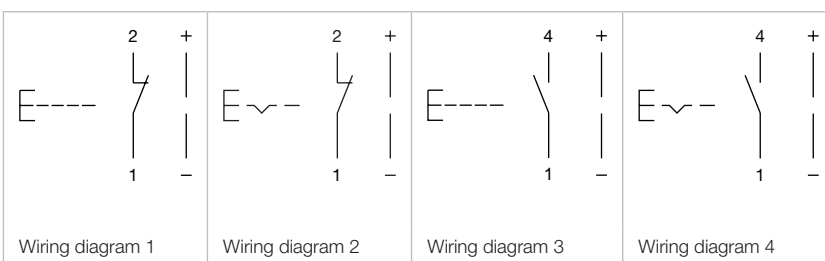 2 + 2 + 4 + 4 +
1 – 1 – 1 – 1 –
Wiring diagram 1 Wiring diagram 2 Wiring diagram 3 Wiring diagram 4